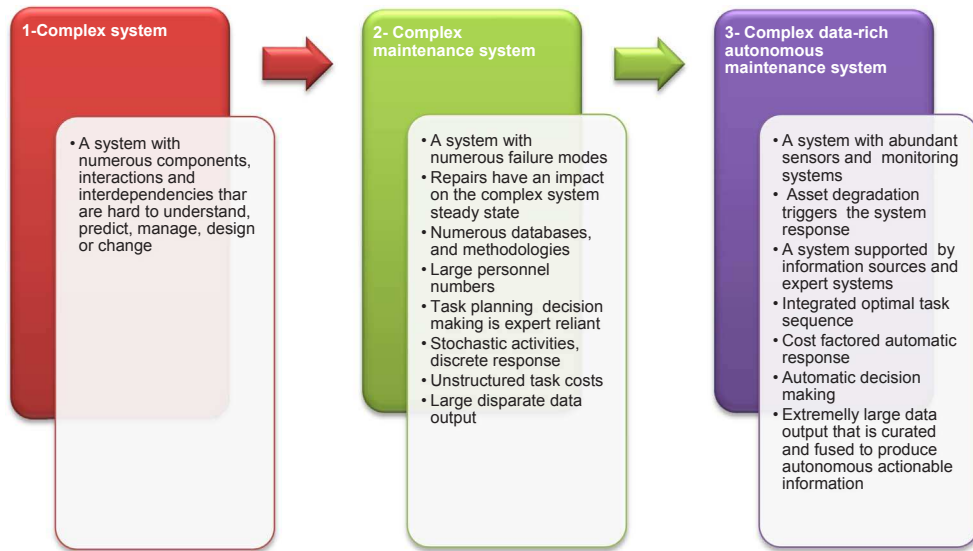 1-Complex system
• A system with
numerous components,
interactions and
interdependencies thar
are hard to understand,
predict, manage, design
or change
2- Complex
maintenance system
• A system with
numerous failure modes
• Repairs have an impact
on the complex system
steady state
• Numerous databases,
and methodologies
• Large personnel
numbers
• Task planning decision
making is expert reliant
• Stochastic activities,
discrete response
• Unstructured task costs
• Large disparate data
output
3- Complex data-rich
autonomous
maintenance system
• A system with abundant
sensors and monitoring
systems
• Asset degradation
triggers the system
response
• A system supported by
information sources and
expert systems
• Integrated optimal task
sequence
• Cost factored automatic
response
• Automatic decision
making
• Extremelly large data
output that is curated
and fused to produce
autonomous actionable
information